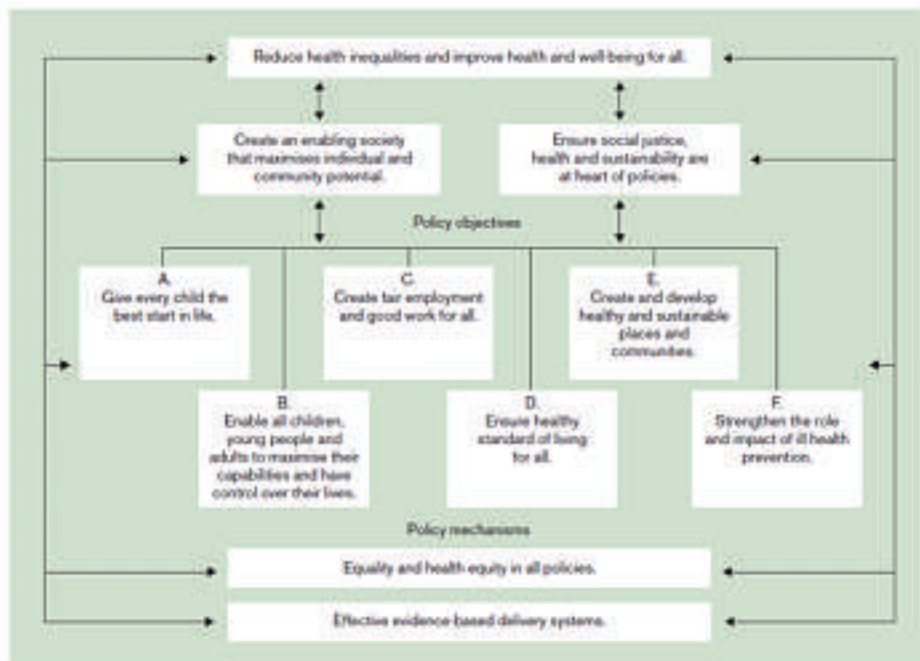 Reduce health inequalities and improve health and well-being for all.
Create an enabling society
that maximises individual and
community potential.
Ensure social justice,
health and sustainability are
at heart of policies.
Policy objectives
A.
Give every child the
best start in life.
C.
Create fair employment
and good work for all.
E.
Create and develop
healthy and sustainable
places and
communities.
B.
Enable all children,
young people and
adults to maximise their
capabilities and have
control over their lives.
D.
Ensure healthy
standard of living
for all.
F.
Strengthen the role
and impact of ill health
prevention.
Policy mechanisms
Equality and health equity in all policies.
Effective evidence-based delivery systems.